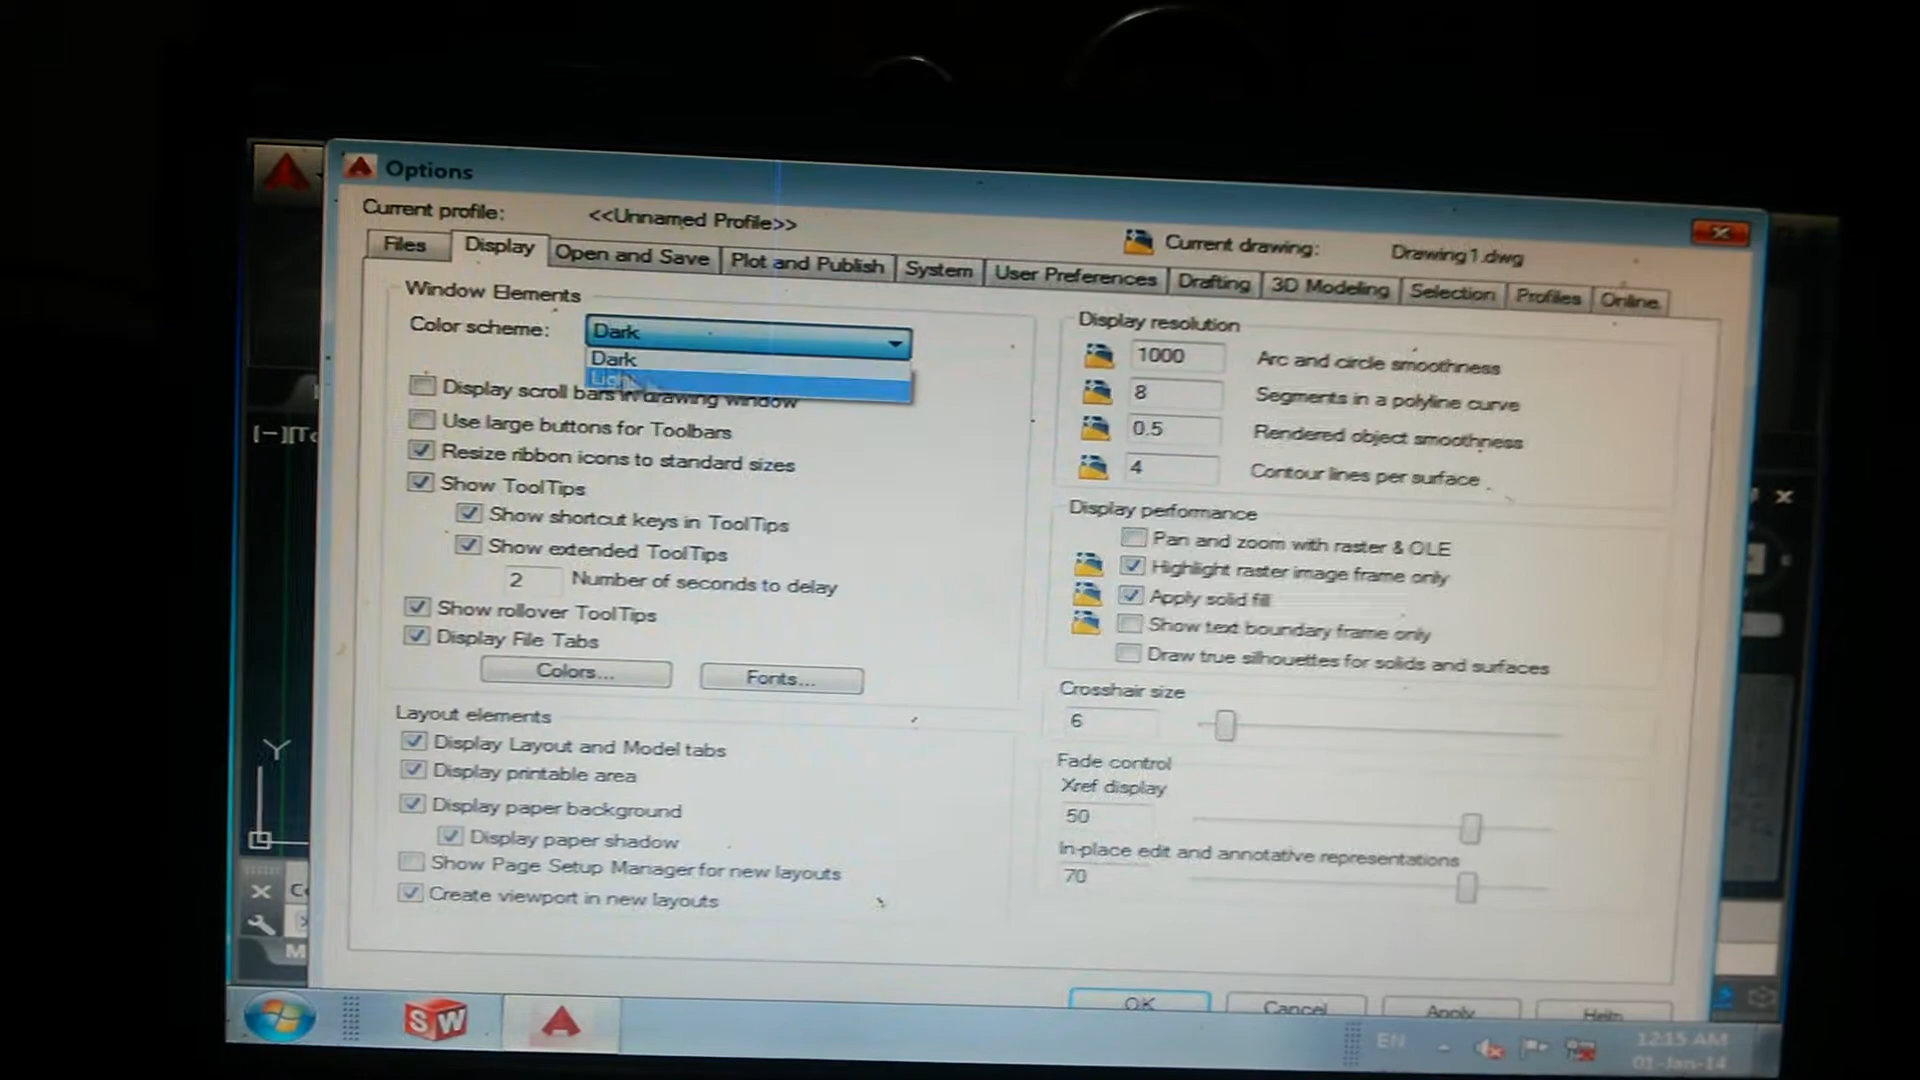 Options
Current profile:
<<Unnamed Profile>>
Current drawing:
Drawing1.dwg
Files
Display
Open and Save
Plot and Publish
System
User Preferences
Drafting
3D Modeling
Selection
Profiles
Online
Window Elements
Color scheme:
Dark
Dark
Display scroll bars in drawing window
Use large buttons for Toolbars
Resize ribbon icons to standard sizes
Show ToolTips
Show shortcut keys in ToolTips
Show extended ToolTips
2 Number of seconds to delay
Show rollover ToolTips
Display File Tabs
Colors...
Fonts...
Layout elements
Display Layout and Model tabs
Display printable area
Display paper background
Display paper shadow
Show Page Setup Manager for new layouts
Create viewport in new layouts
Display resolution
1000 Arc and circle smoothness
8 Segments in a polyline curve
0.5 Rendered object smoothness
4 Contour lines per surface
Display performance
Pan and zoom with raster & OLE
Highlight raster image frame only
Apply solid fill
Show text boundary frame only
Draw true silhouettes for solids and surfaces
Crosshair size
6
Fade control
Xref display
50
In-place edit and annotative representations
70
OK
Cancel
Apply
Help
Y
SW
EN
12:15 AM
01-Jan-14